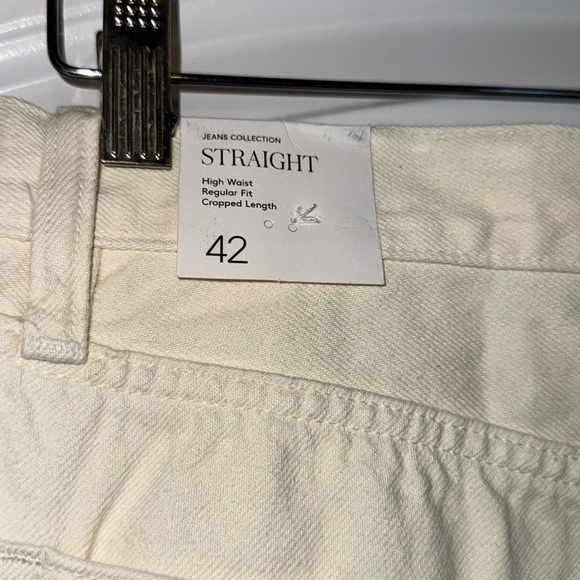 JEANS COLLECTION
STRAIGHT
High Waist
Regular Fit
Cropped Length
42